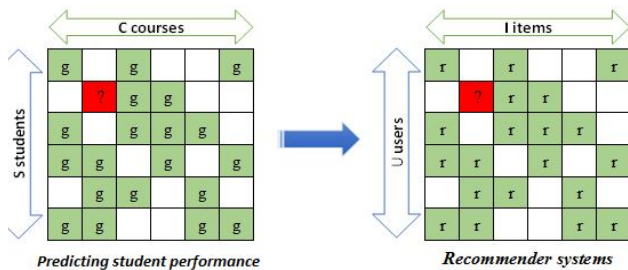 C courses
S students
g g g
? g g
g g g g
g g g g
g g g
g g g g
Predicting student performance
I items
U users
r r r
? r r
r r r r
r r r r
r r r
r r r r
Recommender systems